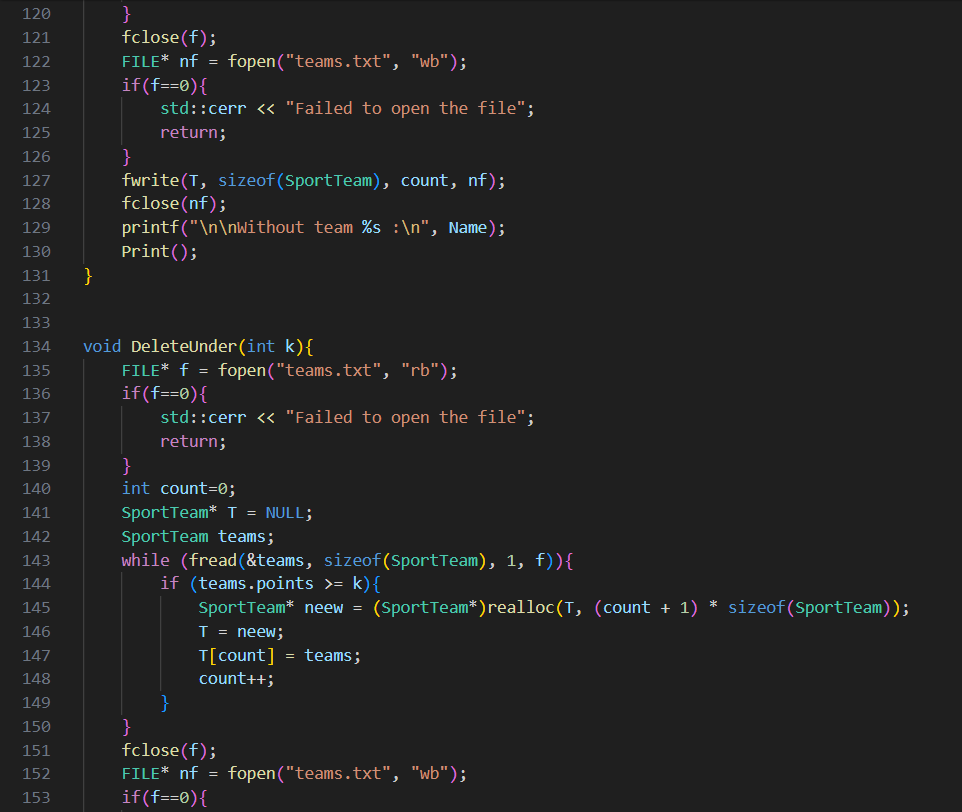 120 }
121 fclose(f);
122 FILE* nf = fopen("teams.txt", "wb");
123 if(f==0){
124 std::cerr << "Failed to open the file";
125 return;
126 }
127 fwrite(T, sizeof(SportTeam), count, nf);
128 fclose(nf);
129 printf("\n\nWithout team %s :\n", Name);
130 Print();
131 }
132
133
134 void DeleteUnder(int k){
135 FILE* f = fopen("teams.txt", "rb");
136 if(f==0){
137 std::cerr << "Failed to open the file";
138 return;
139 }
140 int count=0;
141 SportTeam* T = NULL;
142 SportTeam teams;
143 while (fread(&teams, sizeof(SportTeam), 1, f)){
144 if (teams.points >= k){
145 SportTeam* neew = (SportTeam*)realloc(T, (count + 1) * sizeof(SportTeam));
146 T = neew;
147 T[count] = teams;
148 count++;
149 }
150 }
151 fclose(f);
152 FILE* nf = fopen("teams.txt", "wb");
153 if(f==0){